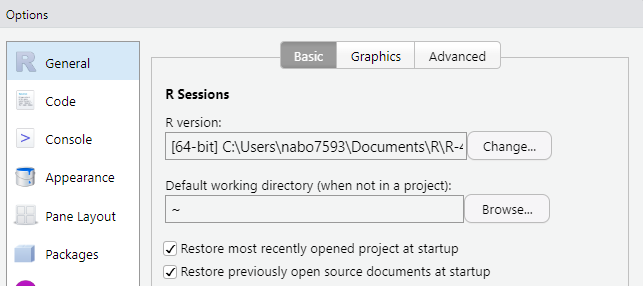 Options
General
Code
Console
Appearance
Pane Layout
Packages
Basic Graphics Advanced
R Sessions
R version:
[64-bit] C:\Users\nabo7593\Documents\R\R-4 Change...
Default working directory (when not in a project):
~ Browse...
Restore most recently opened project at startup
Restore previously open source documents at startup